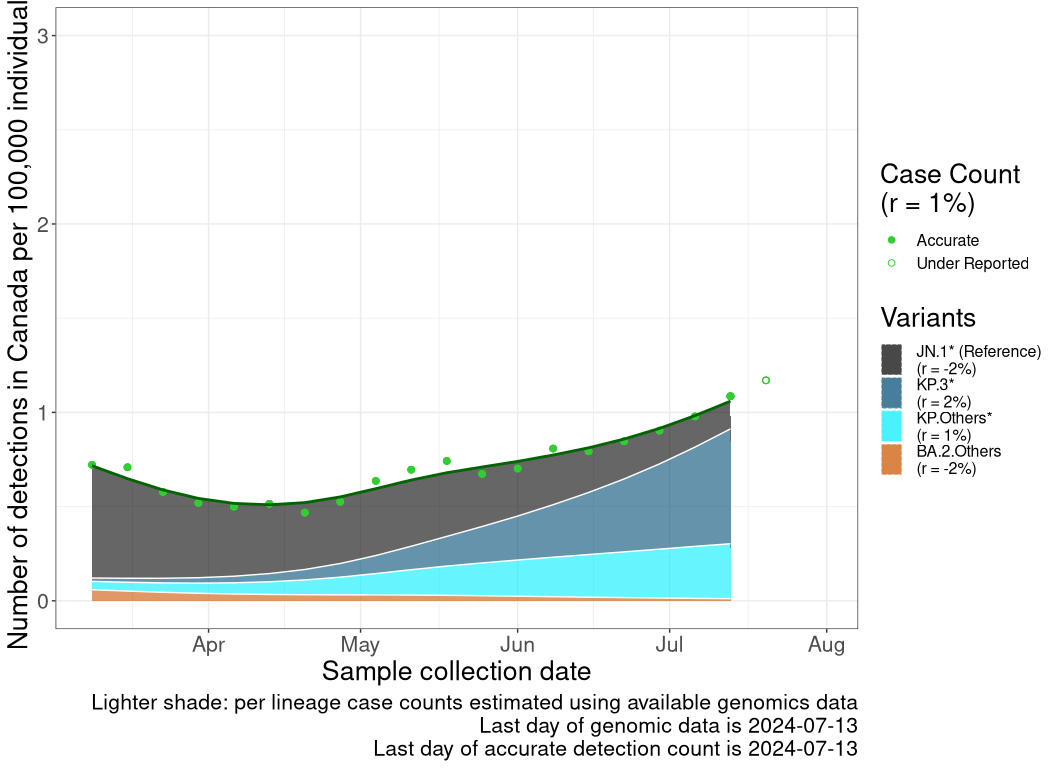 Number of detections in Canada per 100,000 individual
3
2
1
0
Apr
May
Jun
Jul
Aug
Sample collection date
Lighter shade: per lineage case counts estimated using available genomics data
Last day of genomic data is 2024-07-13
Last day of accurate detection count is 2024-07-13
Case Count
(r = 1%)
Accurate
Under Reported
Variants
JN.1* (Reference)
(r = -2%)
KP.3*
(r = 2%)
KP.Others*
(r = 1%)
BA.2.Others
(r = -2%)